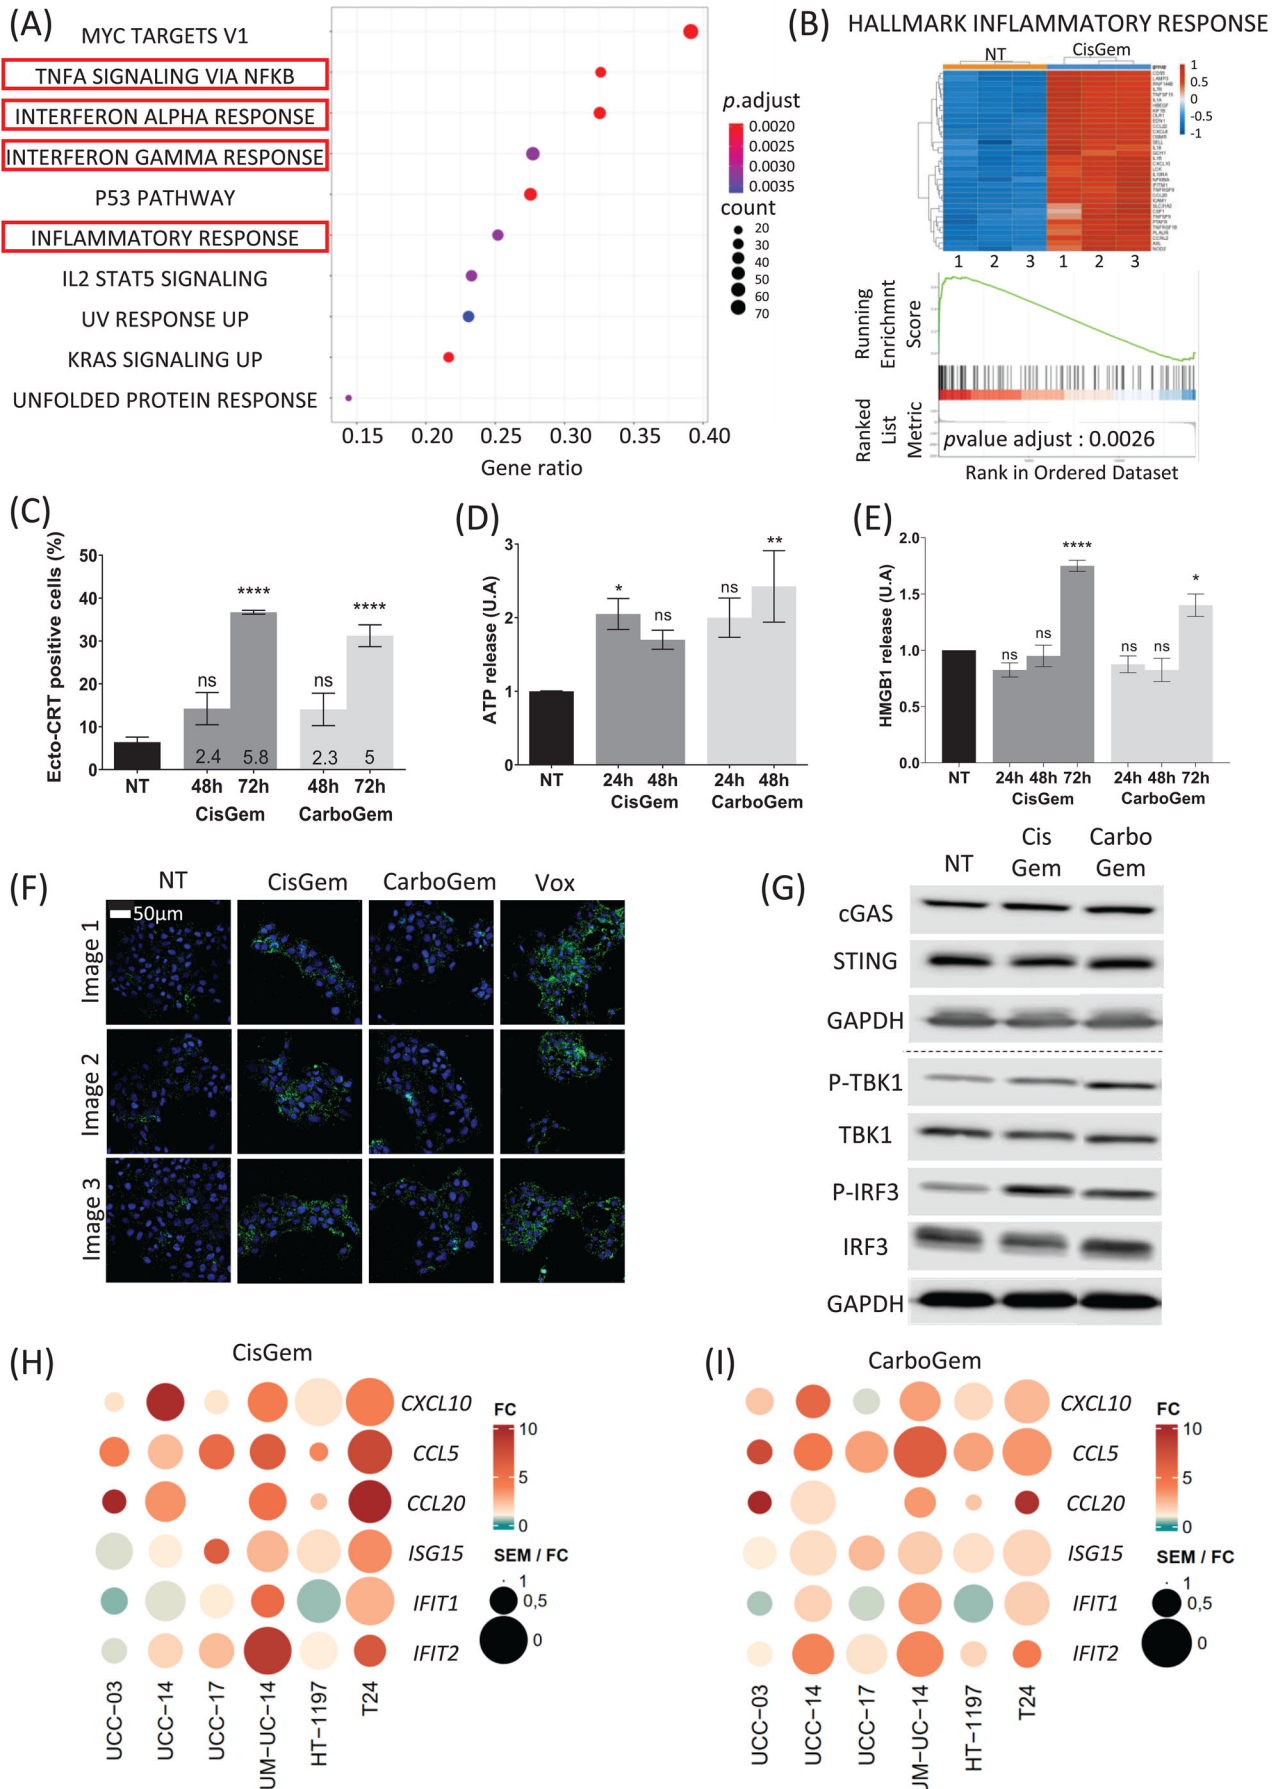 (A)
MYC TARGETS V1
TNFA SIGNALING VIA NFKB
INTERFERON ALPHA RESPONSE
INTERFERON GAMMA RESPONSE
P53 PATHWAY
INFLAMMATORY RESPONSE
IL2 STAT5 SIGNALING
UV RESPONSE UP
KRAS SIGNALING UP
UNFOLDED PROTEIN RESPONSE
0.15 0.20 0.25 0.30 0.35 0.40
Gene ratio
p.adjust
0.0020
0.0025
0.0030
0.0035
count
20
30
40
50
60
70
(B) HALLMARK INFLAMMATORY RESPONSE
NT CisGem
group
1
0.5
0
-0.5
-1
1 2 3 1 2 3
Running
Enrichmnt
Score
Ranked
List
Metric
pvalue adjust : 0.0026
Rank in Ordered Dataset
(C)
Ecto-CRT positive cells (%)
50
40
30
20
10
0
ns **** ns ****
2.4 5.8 2.3 5
NT 48h 72h 48h 72h
CisGem CarboGem
(D)
ATP release (U.A)
3
2
1
0
* ns ns **
NT 24h 48h 24h 48h
CisGem CarboGem
(E)
HMGB1 release (U.A)
2.0
1.5
1.0
0.5
0.0
ns ns **** ns ns *
NT 24h 48h 72h 24h 48h 72h
CisGem CarboGem
(F)
NT CisGem CarboGem Vox
50µm
Image 1
Image 2
Image 3
(G)
NT
Cis
Gem
Carbo
Gem
cGAS
STING
GAPDH
P-TBK1
TBK1
P-IRF3
IRF3
GAPDH
(H)
CisGem
CXCL10
CCL5
CCL20
ISG15
IFIT1
IFIT2
UCC−03
UCC−14
UCC−17
UM−UC−14
HT−1197
T24
FC
10
5
0
SEM / FC
1
0,5
0
(I)
CarboGem
CXCL10
CCL5
CCL20
ISG15
IFIT1
IFIT2
UCC−03
UCC−14
UCC−17
UM−UC−14
HT−1197
T24
FC
10
5
0
SEM / FC
1
0,5
0